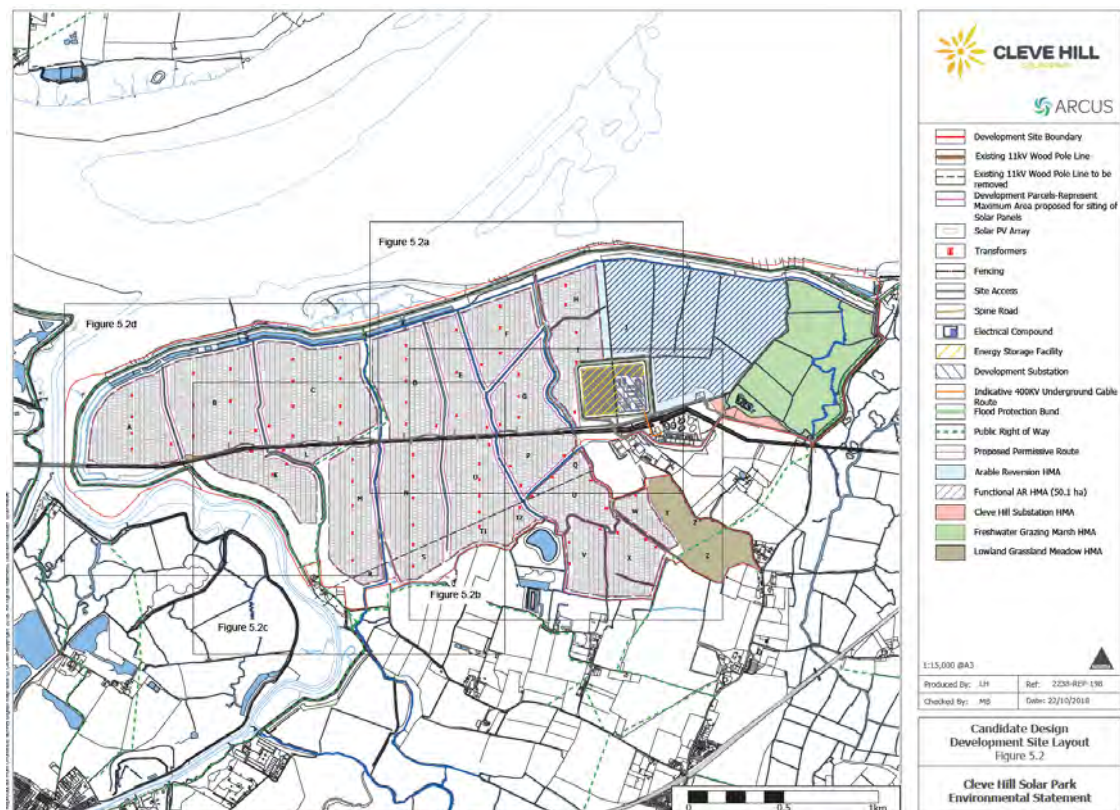 CLEVE HILL
SOLAR PARK
ARCUS
Development Site Boundary
Existing 11kV Wood Pole Line
Existing 11kV Wood Pole Line to be
removed
Development Parcels-Represent
Maximum Area proposed for siting of
Solar Panels
Solar PV Array
Transformers
Fencing
Site Access
Spine Road
Electrical Compound
Energy Storage Facility
Development Substation
Indicative 400KV Underground Cable
Route
Flood Protection Bund
Public Right of Way
Proposed Permissive Route
Arable Reversion HMA
Functional AR HMA (50.1 ha)
Cleve Hill Substation HMA
Freshwater Grazing Marsh HMA
Lowland Grassland Meadow HMA
1:15,000 @A3
Produced By: LH
Ref: 2238-REP-198
Checked By: MB
Date: 22/10/2018
Candidate Design
Development Site Layout
Figure 5.2
Cleve Hill Solar Park
Environmental Statement
Figure 5.2a
Figure 5.2d
Figure 5.2b
Figure 5.2c
A
B
C
D
E
F
G
H
I
J
K
L
M
N
O
P
Q
R
S
T1
T2
U
V
W
X
Y
Z
Z
0
0.5
1km